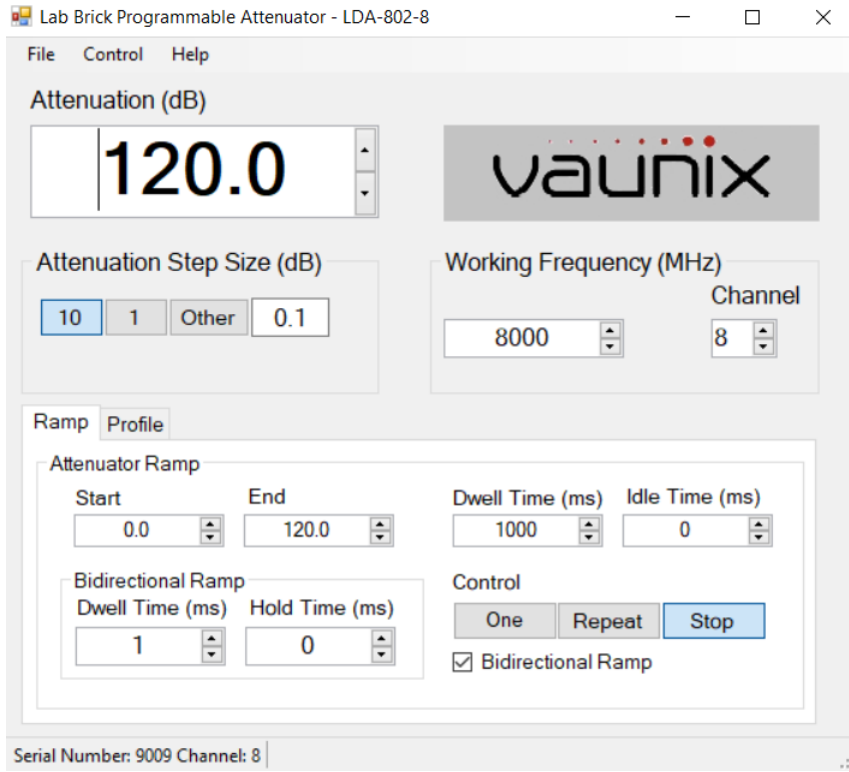 Lab Brick Programmable Attenuator - LDA-802-8
File Control Help
Attenuation (dB)
120.0
vaunix
Attenuation Step Size (dB)
10 1 Other 0.1
Working Frequency (MHz)
Channel
8000 8
Ramp Profile
Attenuator Ramp
Start End Dwell Time (ms) Idle Time (ms)
0.0 120.0 1000 0
Bidirectional Ramp
Dwell Time (ms) Hold Time (ms)
1 0
Control
One Repeat Stop
Bidirectional Ramp
Serial Number: 9009 Channel: 8